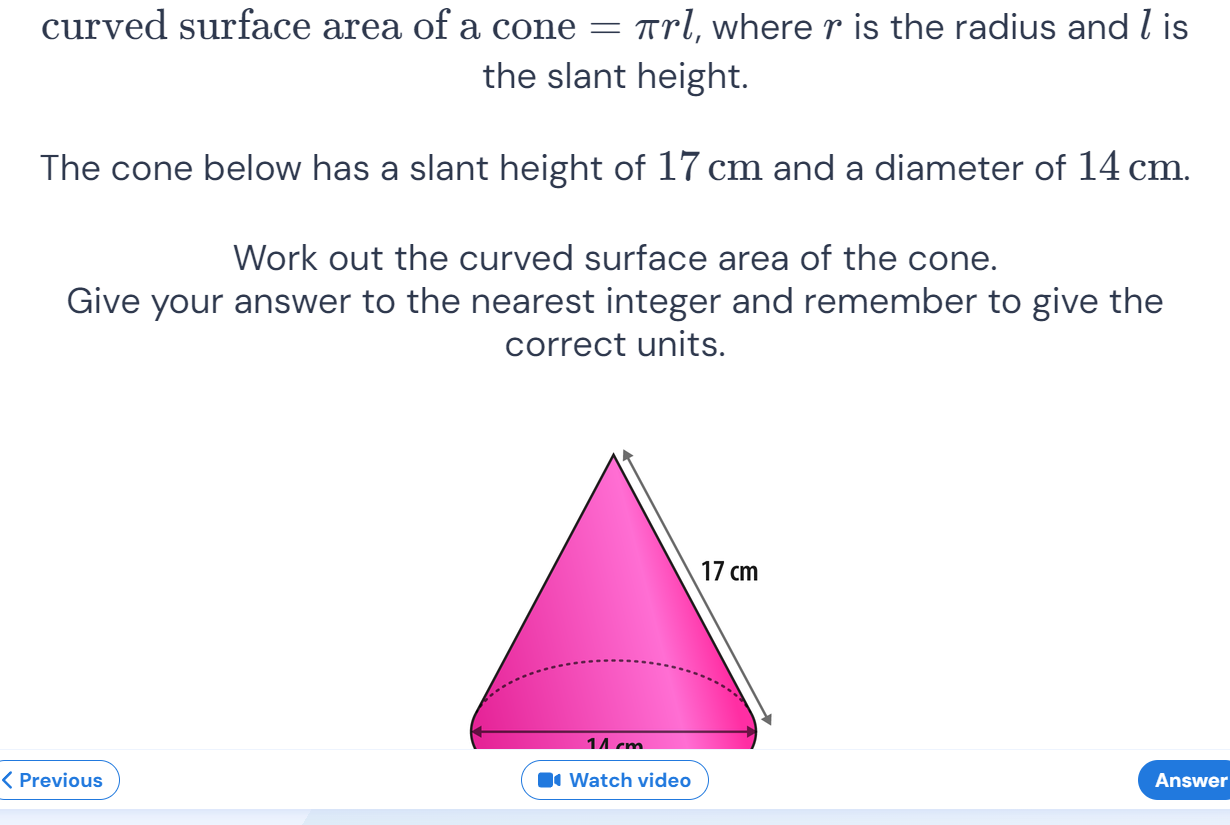 curved surface area of a cone = πrl, where r is the radius and l is
the slant height.
The cone below has a slant height of 17 cm and a diameter of 14 cm.
Work out the curved surface area of the cone.
Give your answer to the nearest integer and remember to give the
correct units.
17 cm
14 cm
Previous
Watch video
Answer